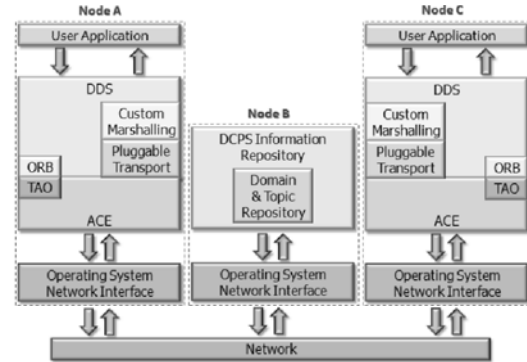 Node A
User Application
DDS
Custom
Marshalling
Pluggable
Transport
ORB
TAO
ACE
Operating System
Network Interface
Node B
DCPS Information
Repository
Domain
& Topic
Repository
Operating System
Network Interface
Node C
User Application
DDS
Custom
Marshalling
Pluggable
Transport
ORB
TAO
ACE
Operating System
Network Interface
Network